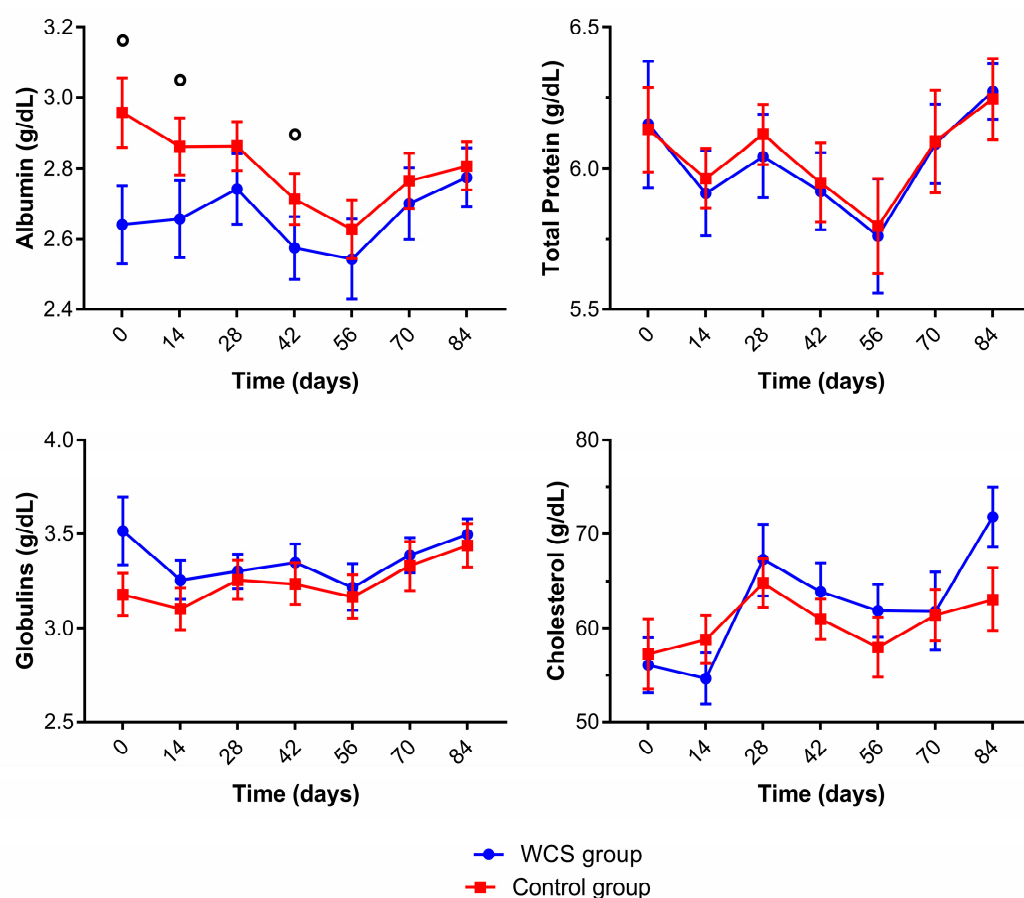 Albumin (g/dL)
3.2
3.0
2.8
2.6
2.4
0 14 28 42 56 70 84
Time (days)
Total Protein (g/dL)
6.5
6.0
5.5
0 14 28 42 56 70 84
Time (days)
Globulins (g/dL)
4.0
3.5
3.0
2.5
0 14 28 42 56 70 84
Time (days)
Cholesterol (g/dL)
80
70
60
50
0 14 28 42 56 70 84
Time (days)
WCS group
Control group